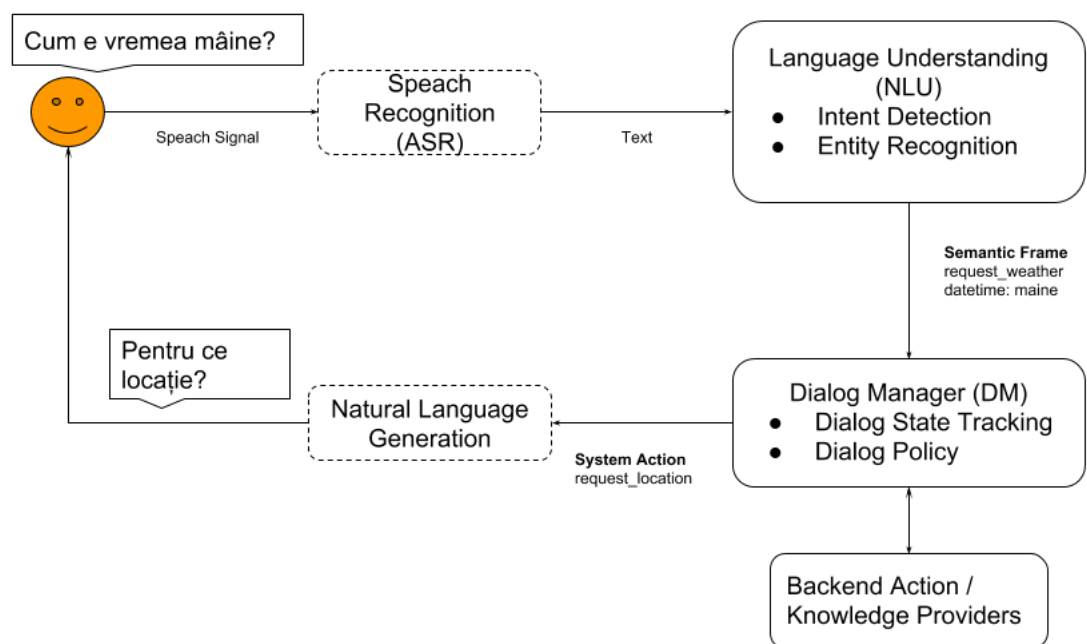 Cum e vremea mâine?
Speach
Recognition
(ASR)
Speach Signal
Text
Language Understanding
(NLU)
● Intent Detection
● Entity Recognition
Semantic Frame
request_weather
datetime: maine
Pentru ce
locație?
Natural Language
Generation
System Action
request_location
Dialog Manager (DM)
● Dialog State Tracking
● Dialog Policy
Backend Action /
Knowledge Providers